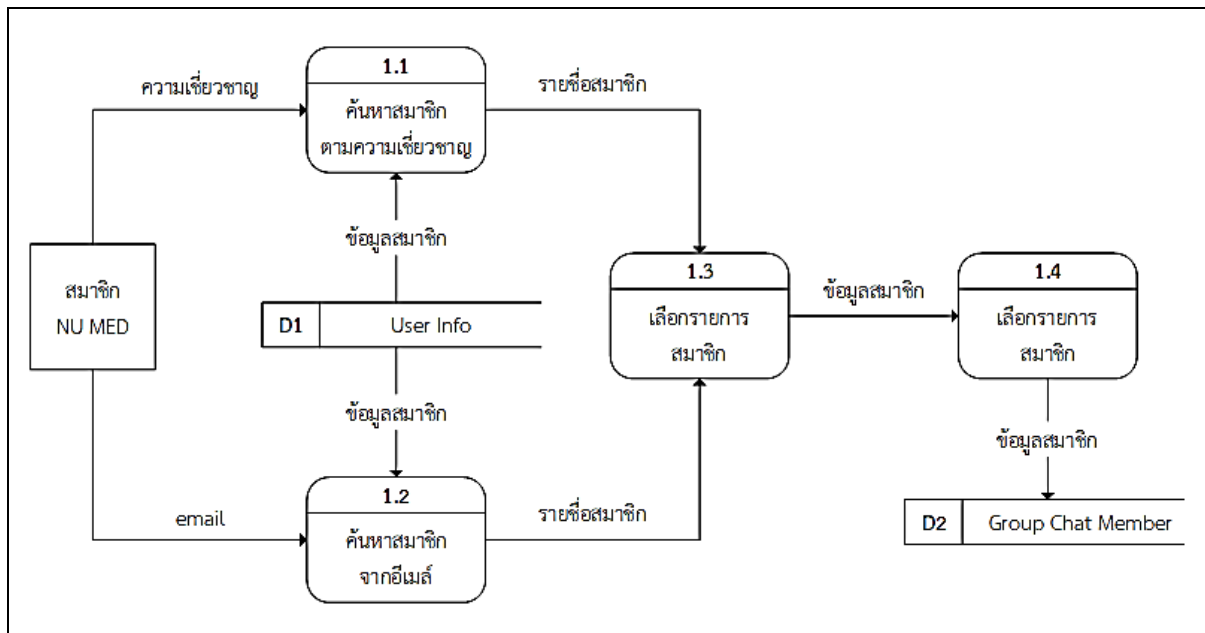 1.1
ความเชี่ยวชาญ
รายชื่อสมาชิก
ค้นหาสมาชิก
ตามความเชี่ยวชาญ
ข้อมูลสมาชิก
สมาชิก
NU MED
D1
User Info
1.3
เลือกรายการ
สมาชิก
ข้อมูลสมาชิก
1.4
เลือกรายการ
สมาชิก
ข้อมูลสมาชิก
ข้อมูลสมาชิก
1.2
email
รายชื่อสมาชิก
ค้นหาสมาชิก
จากอีเมล์
D2
Group Chat Member